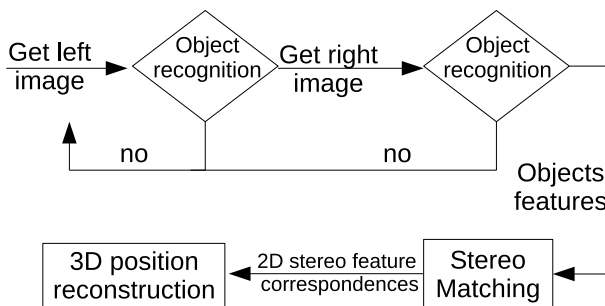 Get left
image
Object
recognition
Get right
image
Object
recognition
no
no
Objects
features
3D position
reconstruction
2D stereo feature
correspondences
Stereo
Matching